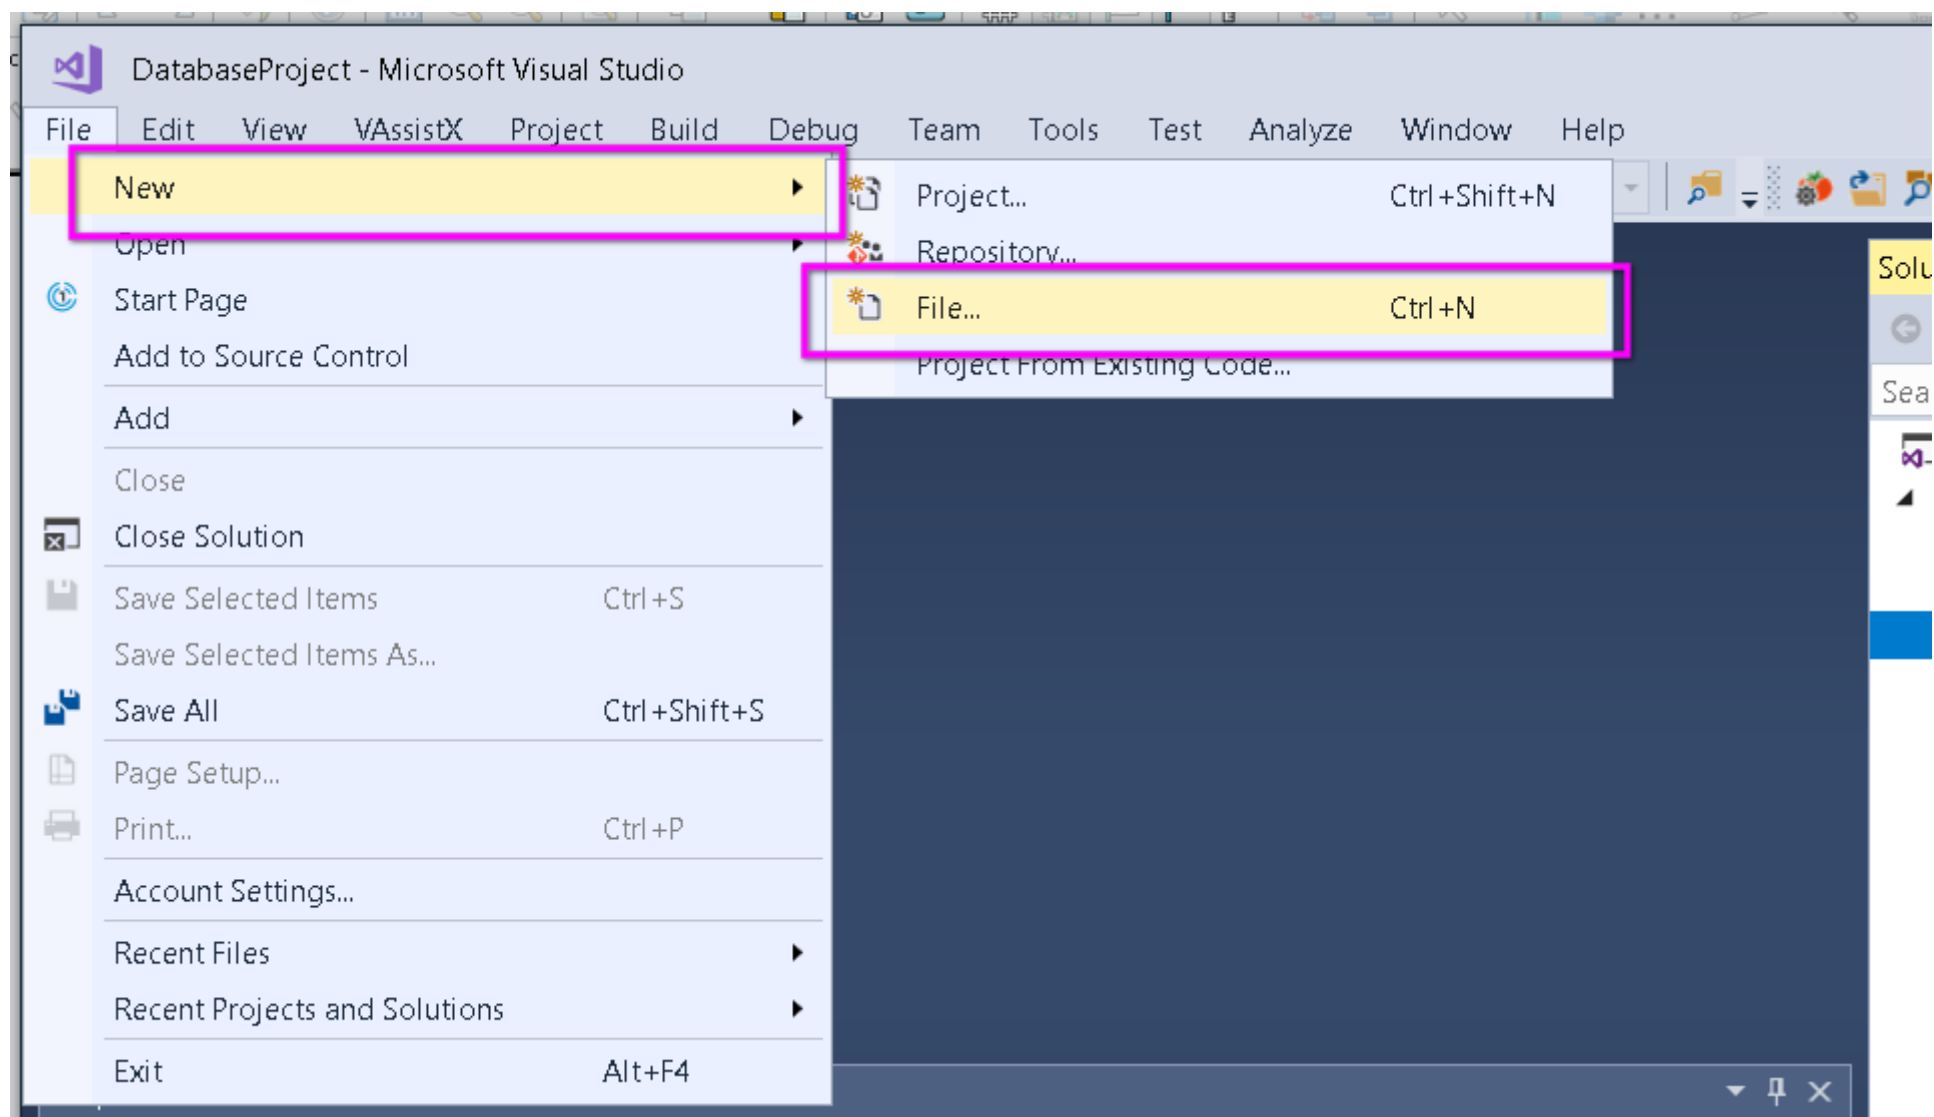 DatabaseProject - Microsoft Visual Studio
File Edit View VAssistX Project Build Debug Team Tools Test Analyze Window Help
New
Open
Start Page
Add to Source Control
Add
Close
Close Solution
Save Selected Items Ctrl+S
Save Selected Items As...
Save All Ctrl+Shift+S
Page Setup...
Print... Ctrl+P
Account Settings...
Recent Files
Recent Projects and Solutions
Exit Alt+F4
Project... Ctrl+Shift+N
Repository...
File... Ctrl+N
Project From Existing Code...
Solu
Sea